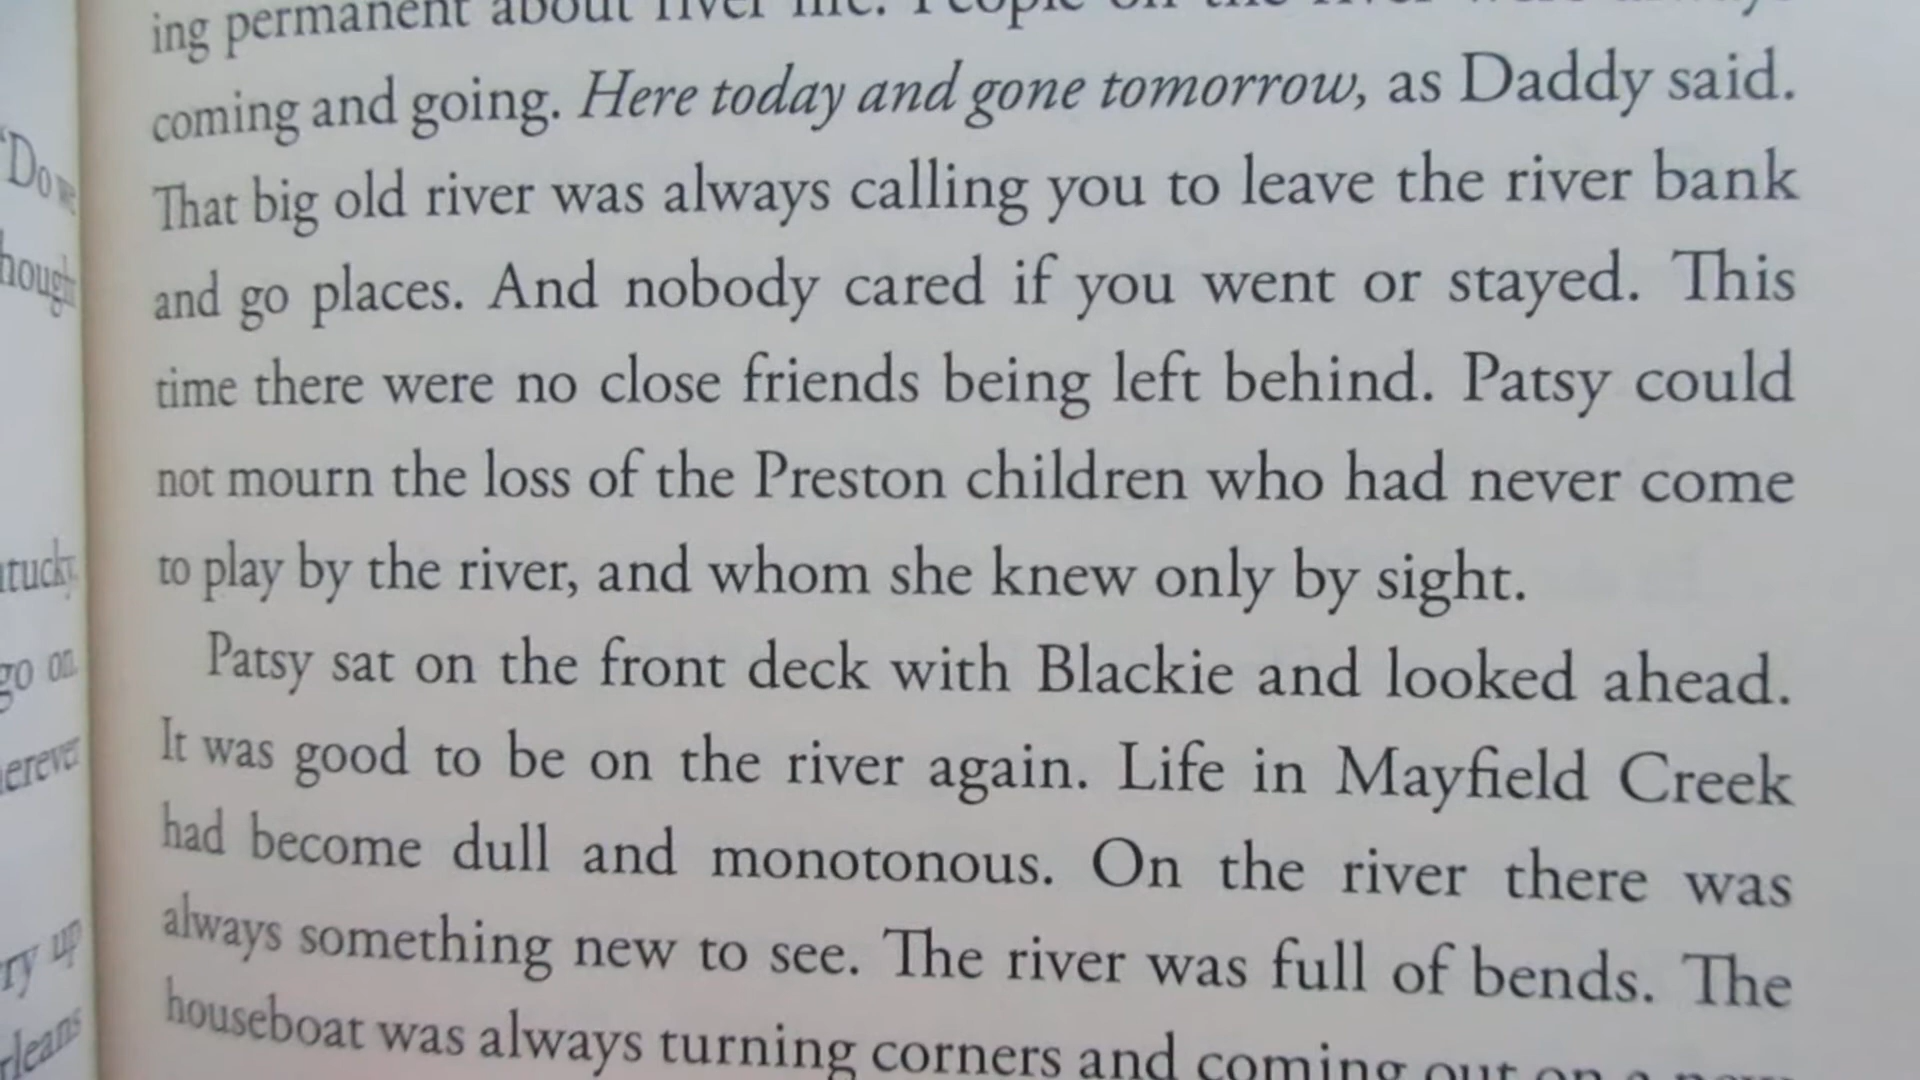 ing permanent about river life. People on the river were always
coming and going. Here today and gone tomorrow, as Daddy said.
That big old river was always calling you to leave the river bank
and go places. And nobody cared if you went or stayed. This
time there were no close friends being left behind. Patsy could
not mourn the loss of the Preston children who had never come
to play by the river, and whom she knew only by sight.
Patsy sat on the front deck with Blackie and looked ahead.
It was good to be on the river again. Life in Mayfield Creek
had become dull and monotonous. On the river there was
always something new to see. The river was full of bends. The
houseboat was always turning corners and coming out on a new
"Do we
go on
ry up